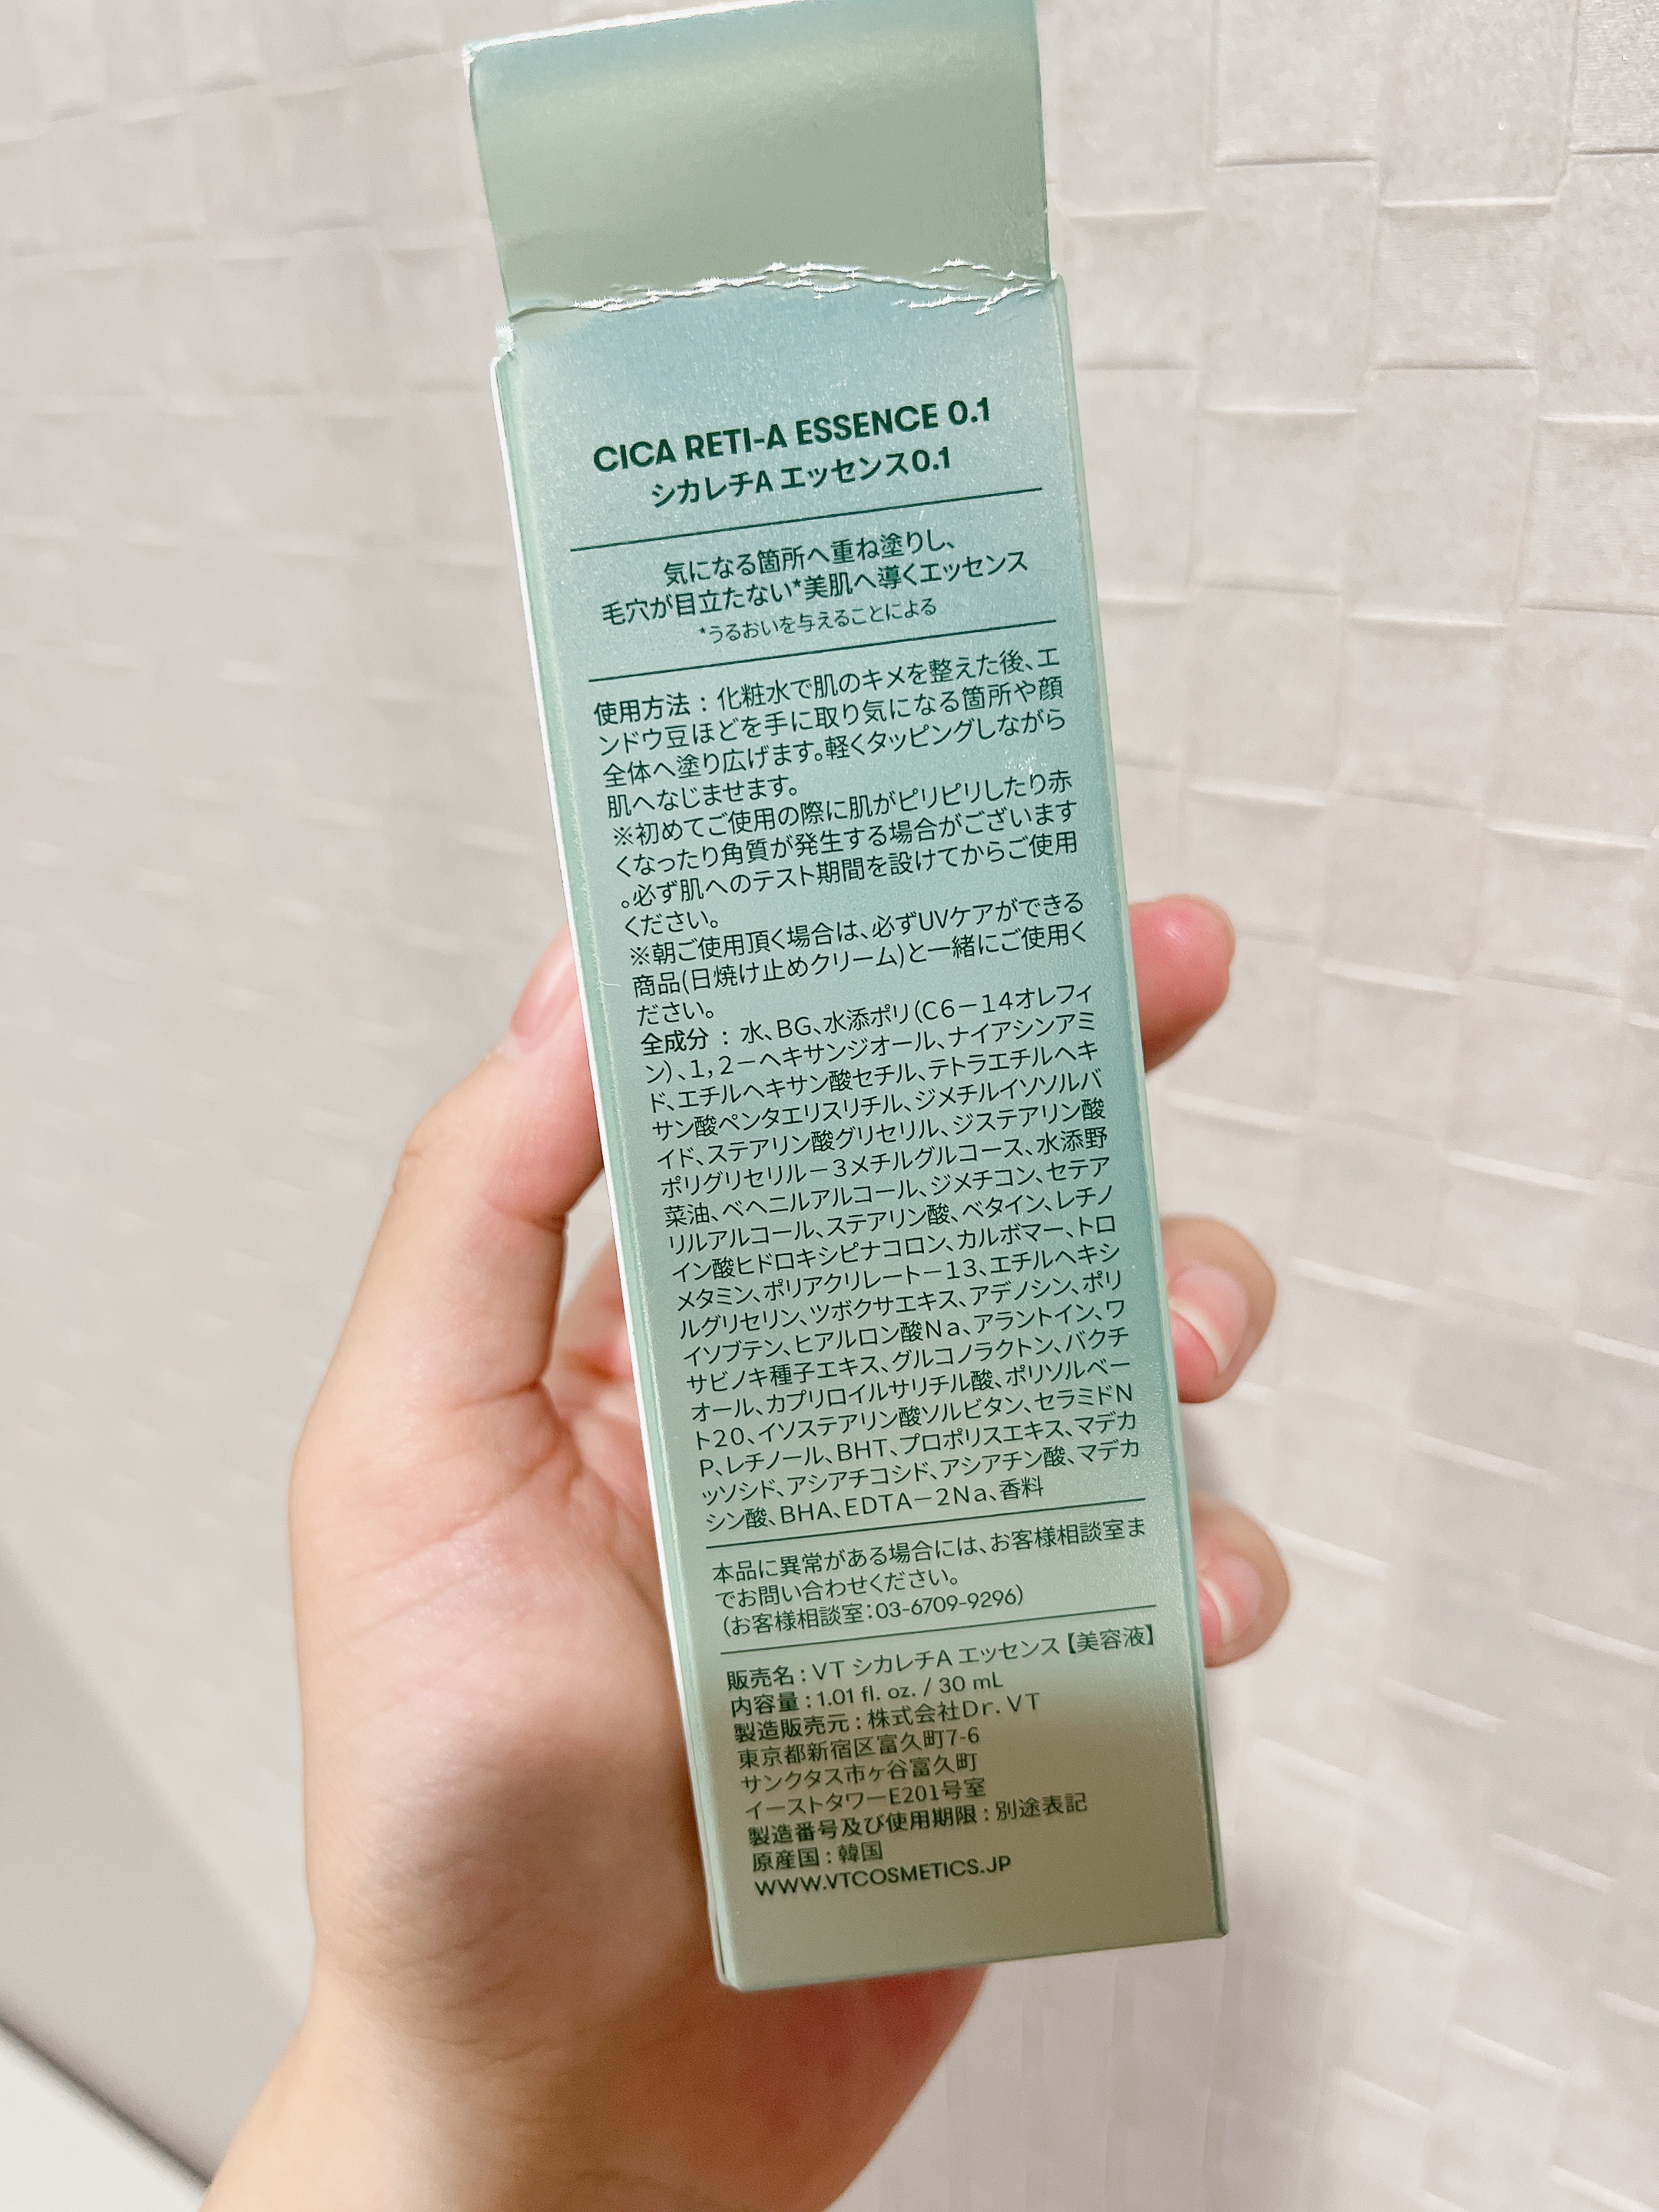 CICA RETI-A ESSENCE 0.1
シカレチA エッセンス0.1
気になる箇所へ重ね塗りし、
毛穴が目立たない*美肌へ導くエッセンス
*うるおいを与えることによる
使用方法 : 化粧水で肌のキメを整えた後、エ
ンドウ豆ほどを手に取り気になる箇所や顔
全体へ塗り広げます。軽くタッピングしながら
肌へなじませます。
※初めてご使用の際に肌がピリピリしたり赤
くなったり角質が発生する場合がございます
。必ず肌へのテスト期間を設けてからご使用
ください。
※朝ご使用頂く場合は、必ずUVケアができる
商品(日焼け止めクリーム)と一緒にご使用く
ださい。
全成分 : 水、BG、水添ポリ(C6−14オレフィ
ン)、1,2−ヘキサンジオール、ナイアシンアミ
ド、エチルヘキサン酸セチル、テトラエチルヘキ
サン酸ペンタエリスリチル、ジメチルイソソルバ
イド、ステアリン酸グリセリル、ジステアリン酸
ポリグリセリル−3メチルグルコース、水添野
菜油、ベヘニルアルコール、ジメチコン、セテア
リルアルコール、ステアリン酸、ベタイン、レチノ
イン酸ヒドロキシピナコロン、カルボマー、トロ
メタミン、ポリアクリレート−13、エチルヘキシ
ルグリセリン、ツボクサエキス、アデノシン、ポリ
イソブテン、ヒアルロン酸Na、アラントイン、ワ
サビノキ種子エキス、グルコノラクトン、バクチ
オール、カプリロイルサリチル酸、ポリソルベー
ト20、イソステアリン酸ソルビタン、セラミドN
P、レチノール、BHT、プロポリスエキス、マデカ
ッソシド、アシアチコシド、アシアチン酸、マデカ
シン酸、BHA、EDTA−2Na、香料
本品に異常がある場合には、お客様相談室ま
でお問い合わせください。
(お客様相談室:03-6709-9296)
販売名 : VT シカレチA エッセンス【美容液】
内容量 : 1.01 fl. oz. / 30 mL
製造販売元 : 株式会社Dr. VT
東京都新宿区富久町7-6
サンクタス市ヶ谷富久町
イーストタワーE201号室
製造番号及び使用期限 : 別途表記
原産国 : 韓国
WWW.VTCOSMETICS.JP